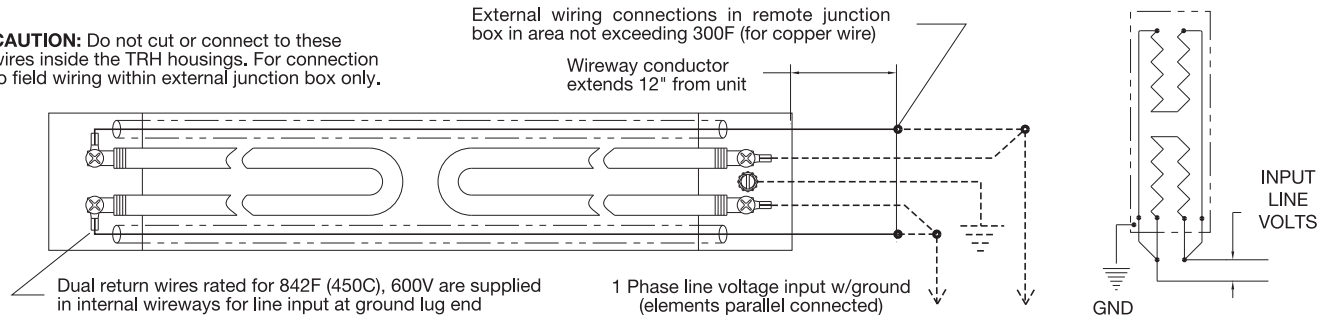 External wiring connections in remote junction
box in area not exceeding 300F (for copper wire)
CAUTION: Do not cut or connect to these
wires inside the TRH housings. For connection
to field wiring within external junction box only.
Wireway conductor
extends 12" from unit
INPUT
LINE
VOLTS
Dual return wires rated for 842F (450C), 600V are supplied
in internal wireways for line input at ground lug end
1 Phase line voltage input w/ground
(elements parallel connected)
GND